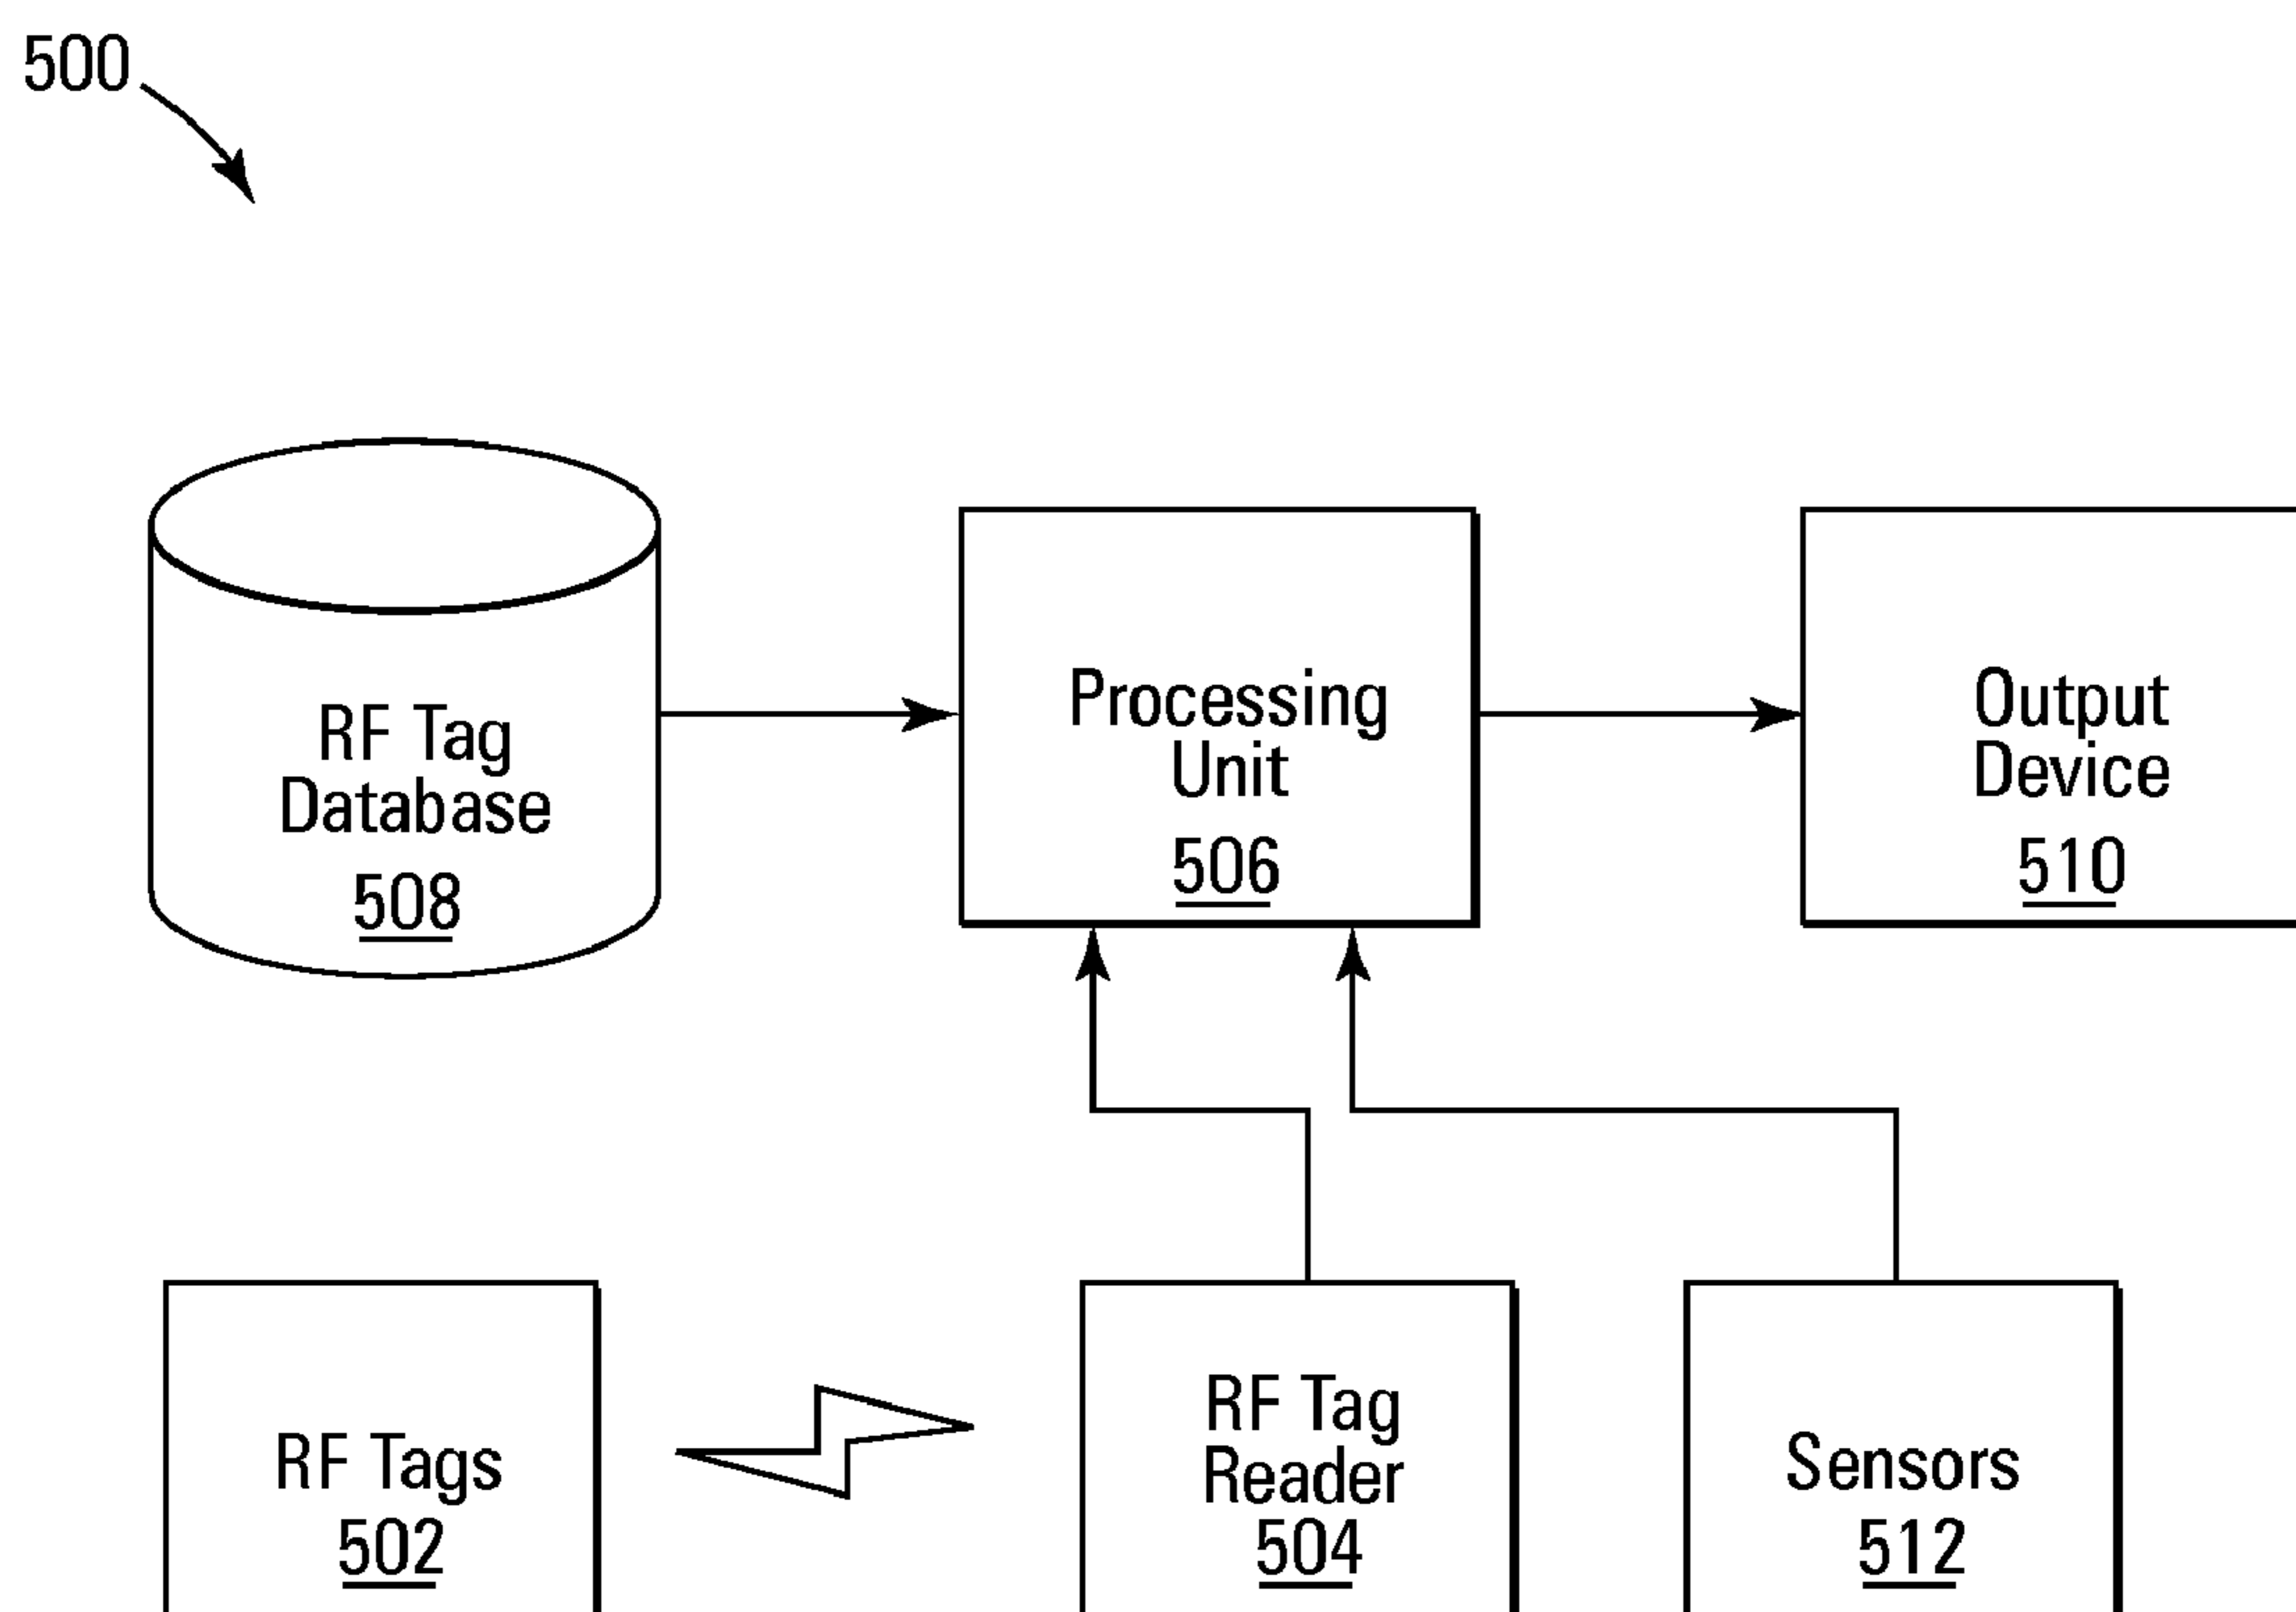 500
RF Tag
Database
508
Processing
Unit
506
Output
Device
510
RF Tags
502
RF Tag
Reader
504
Sensors
512